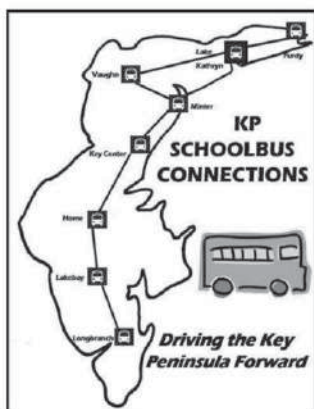 Lake
Kathryn
Purdy
Vaughn
Minter
KP
SCHOOLBUS
CONNECTIONS
Key Center
Home
Lakebay
Longbranch
Driving the Key
Peninsula Forward